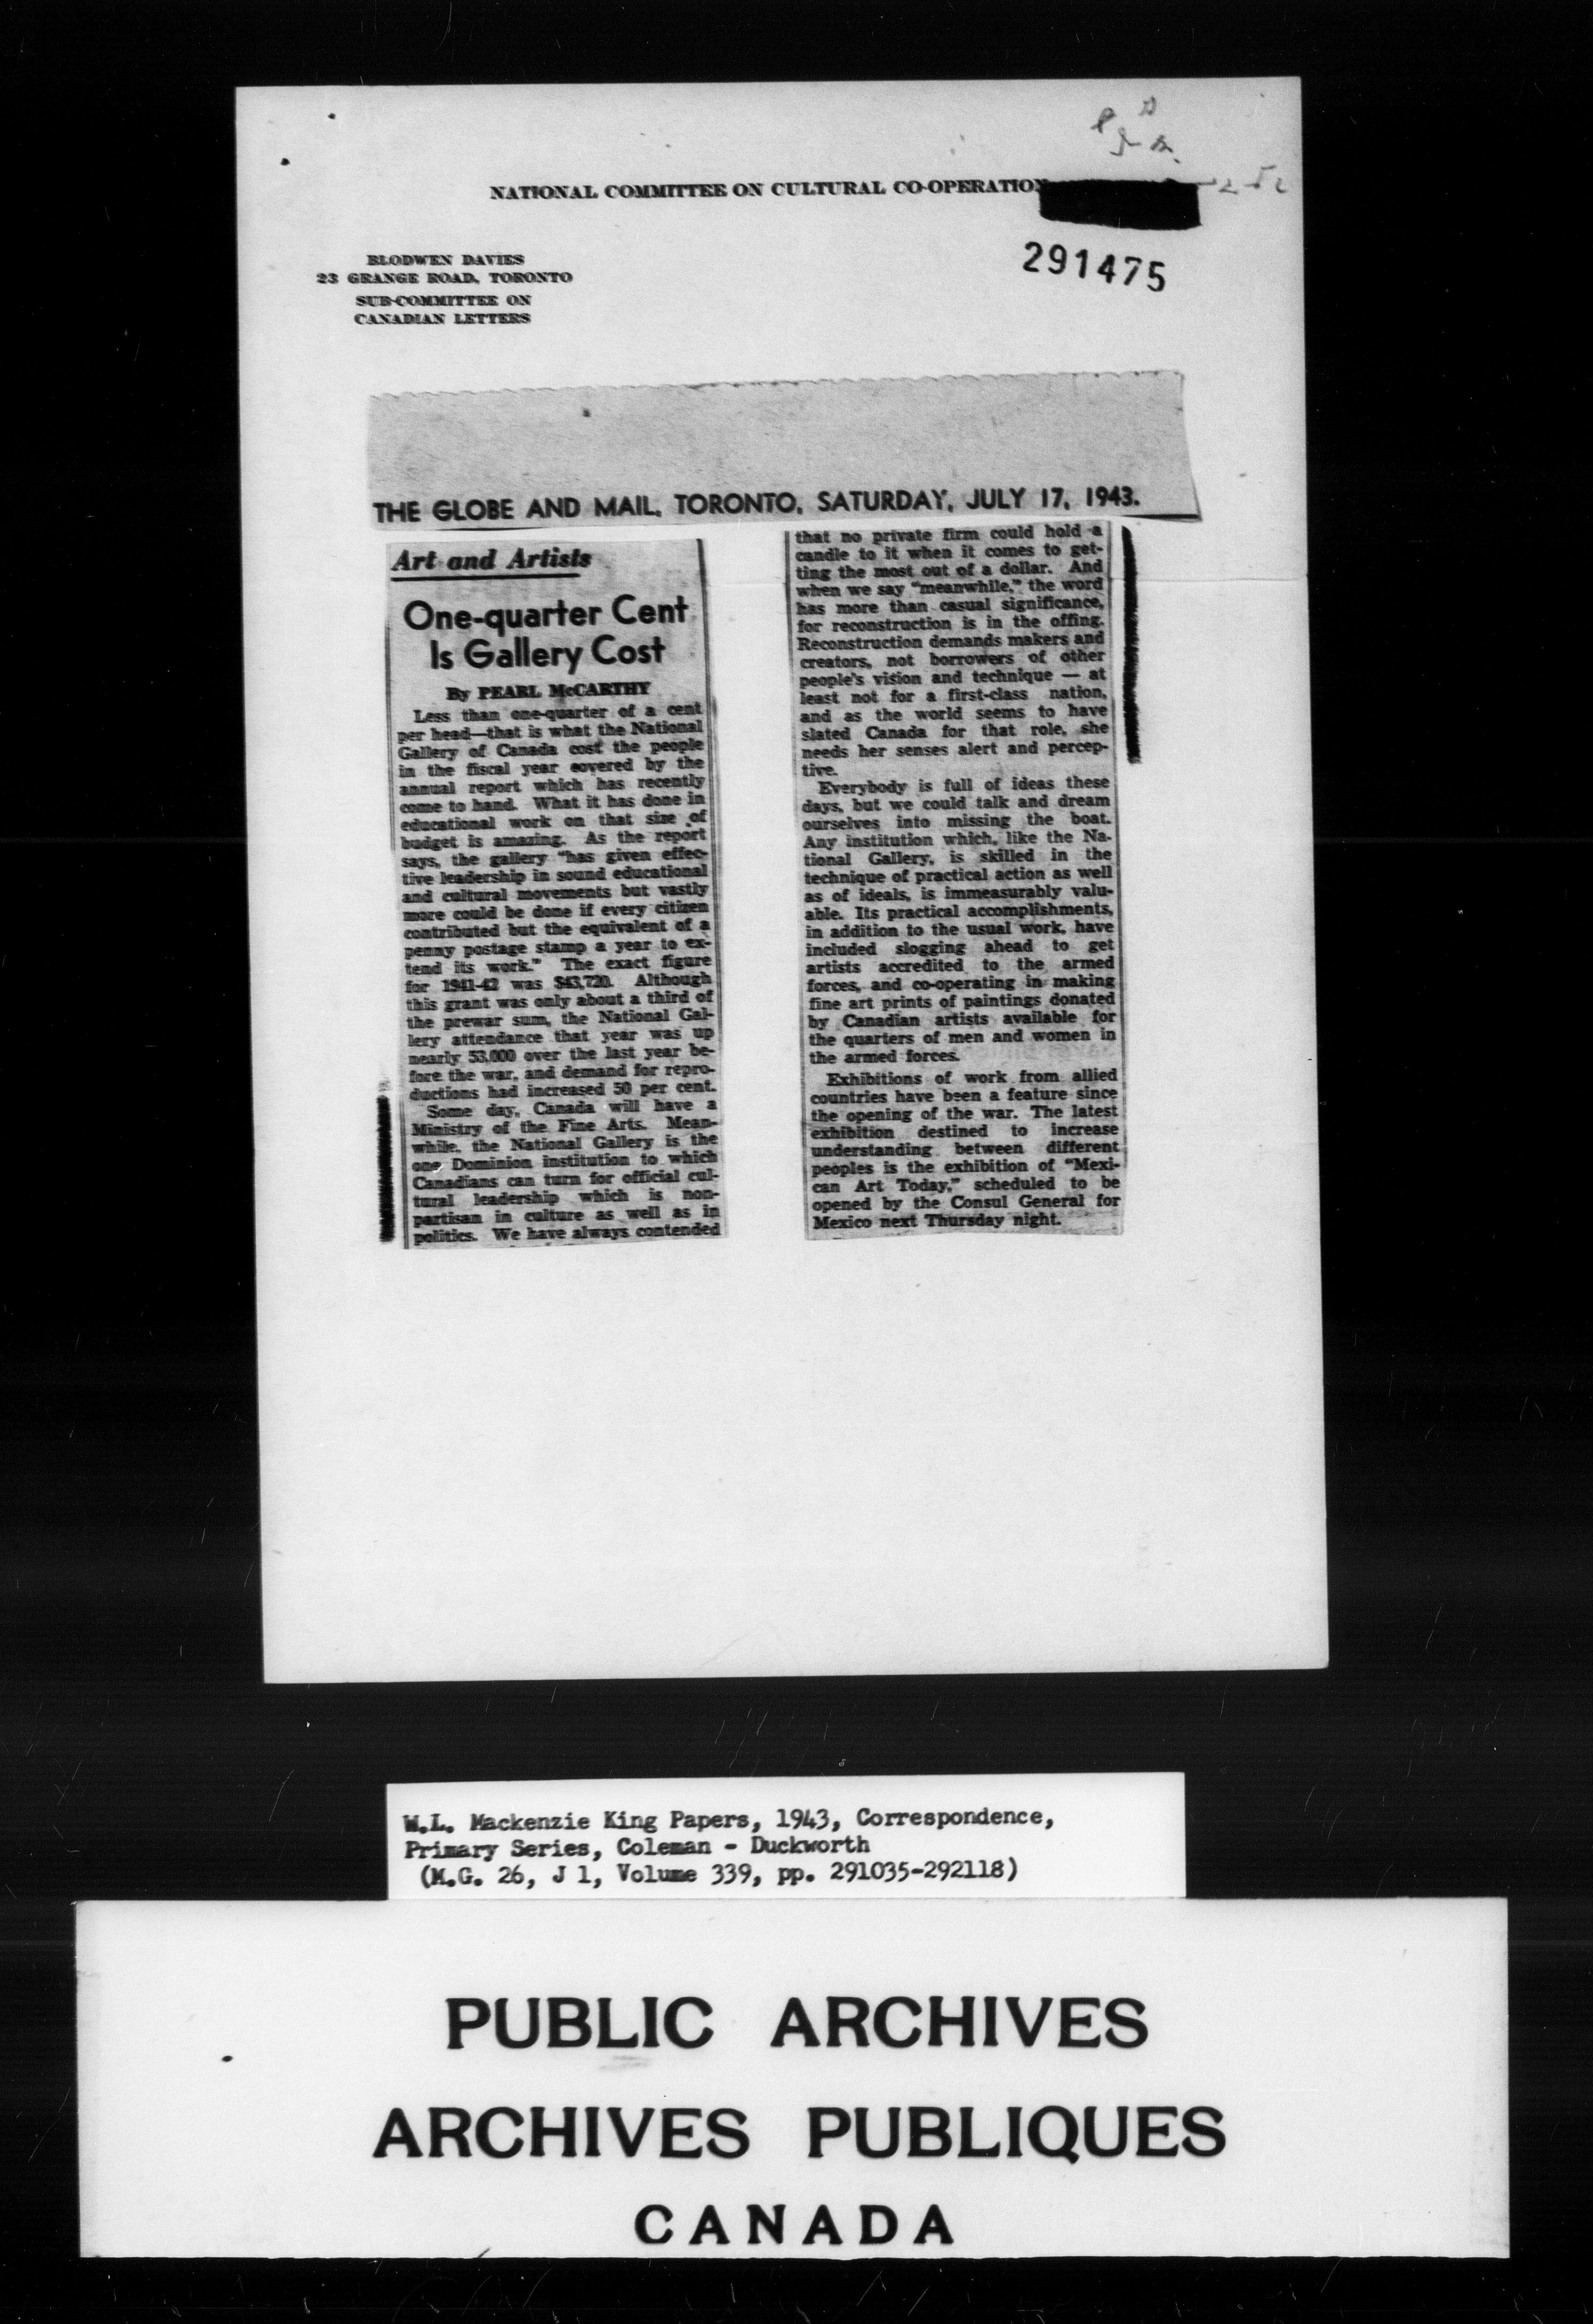 NATIONAL COMMITTEE ON CULTURAL CO-OPERATION
291475
BLODWEN DAVIES
23 GRANGE ROAD, TORONTO
SUB-COMMITTEE ON
CANADIAN LETTERS
THE GLOBE AND MAIL, TORONTO, SATURDAY, JULY 17, 1943.
Art and Artists
One-quarter Cent
Is Gallery Cost
By PEARL McCARTHY
Less than one-quarter of a cent
per head—that is what the National
Gallery of Canada cost the people
in the fiscal year covered by the
annual report which has recently
come to hand. What it has done in
educational work on that size of
budget is amazing. As the report
says, the gallery "has given effec-
tive leadership in sound educational
and cultural movements but vastly
more could be done if every citizen
contributed but the equivalent of a
penny postage stamp a year to ex-
tend its work." The exact figure
for 1941-42 was $43,720. Although
this grant was only about a third of
the prewar sum, the National Gal-
lery attendance that year was up
nearly 53,000 over the last year be-
fore the war, and demand for repro-
ductions had increased 50 per cent.
Some day, Canada will have a
Ministry of the Fine Arts. Mean-
while, the National Gallery is the
one Dominion institution to which
Canadians can turn for official cul-
tural leadership which is non-
partisan in culture as well as in
politics. We have always contended
that no private firm could hold a
candle to it when it comes to get-
ting the most out of a dollar. And
when we say "meanwhile," the word
has more than casual significance,
for reconstruction is in the offing.
Reconstruction demands makers and
creators, not borrowers of other
people's vision and technique — at
least not for a first-class nation,
and as the world seems to have
slated Canada for that role, she
needs her senses alert and percep-
tive.
Everybody is full of ideas these
days, but we could talk and dream
ourselves into missing the boat.
Any institution which, like the Na-
tional Gallery, is skilled in the
technique of practical action as well
as of ideals, is immeasurably valu-
able. Its practical accomplishments,
in addition to the usual work, have
included slogging ahead to get
artists accredited to the armed
forces, and co-operating in making
fine art prints of paintings donated
by Canadian artists available for
the quarters of men and women in
the armed forces.
Exhibitions of work from allied
countries have been a feature since
the opening of the war. The latest
exhibition destined to increase
understanding between different
peoples is the exhibition of "Mexi-
can Art Today," scheduled to be
opened by the Consul General for
Mexico next Thursday night.
W.L. Mackenzie King Papers, 1943, Correspondence,
Primary Series, Coleman - Duckworth
(M.G. 26, J 1, Volume 339, pp. 291035-292118)
PUBLIC ARCHIVES
ARCHIVES PUBLIQUES
CANADA